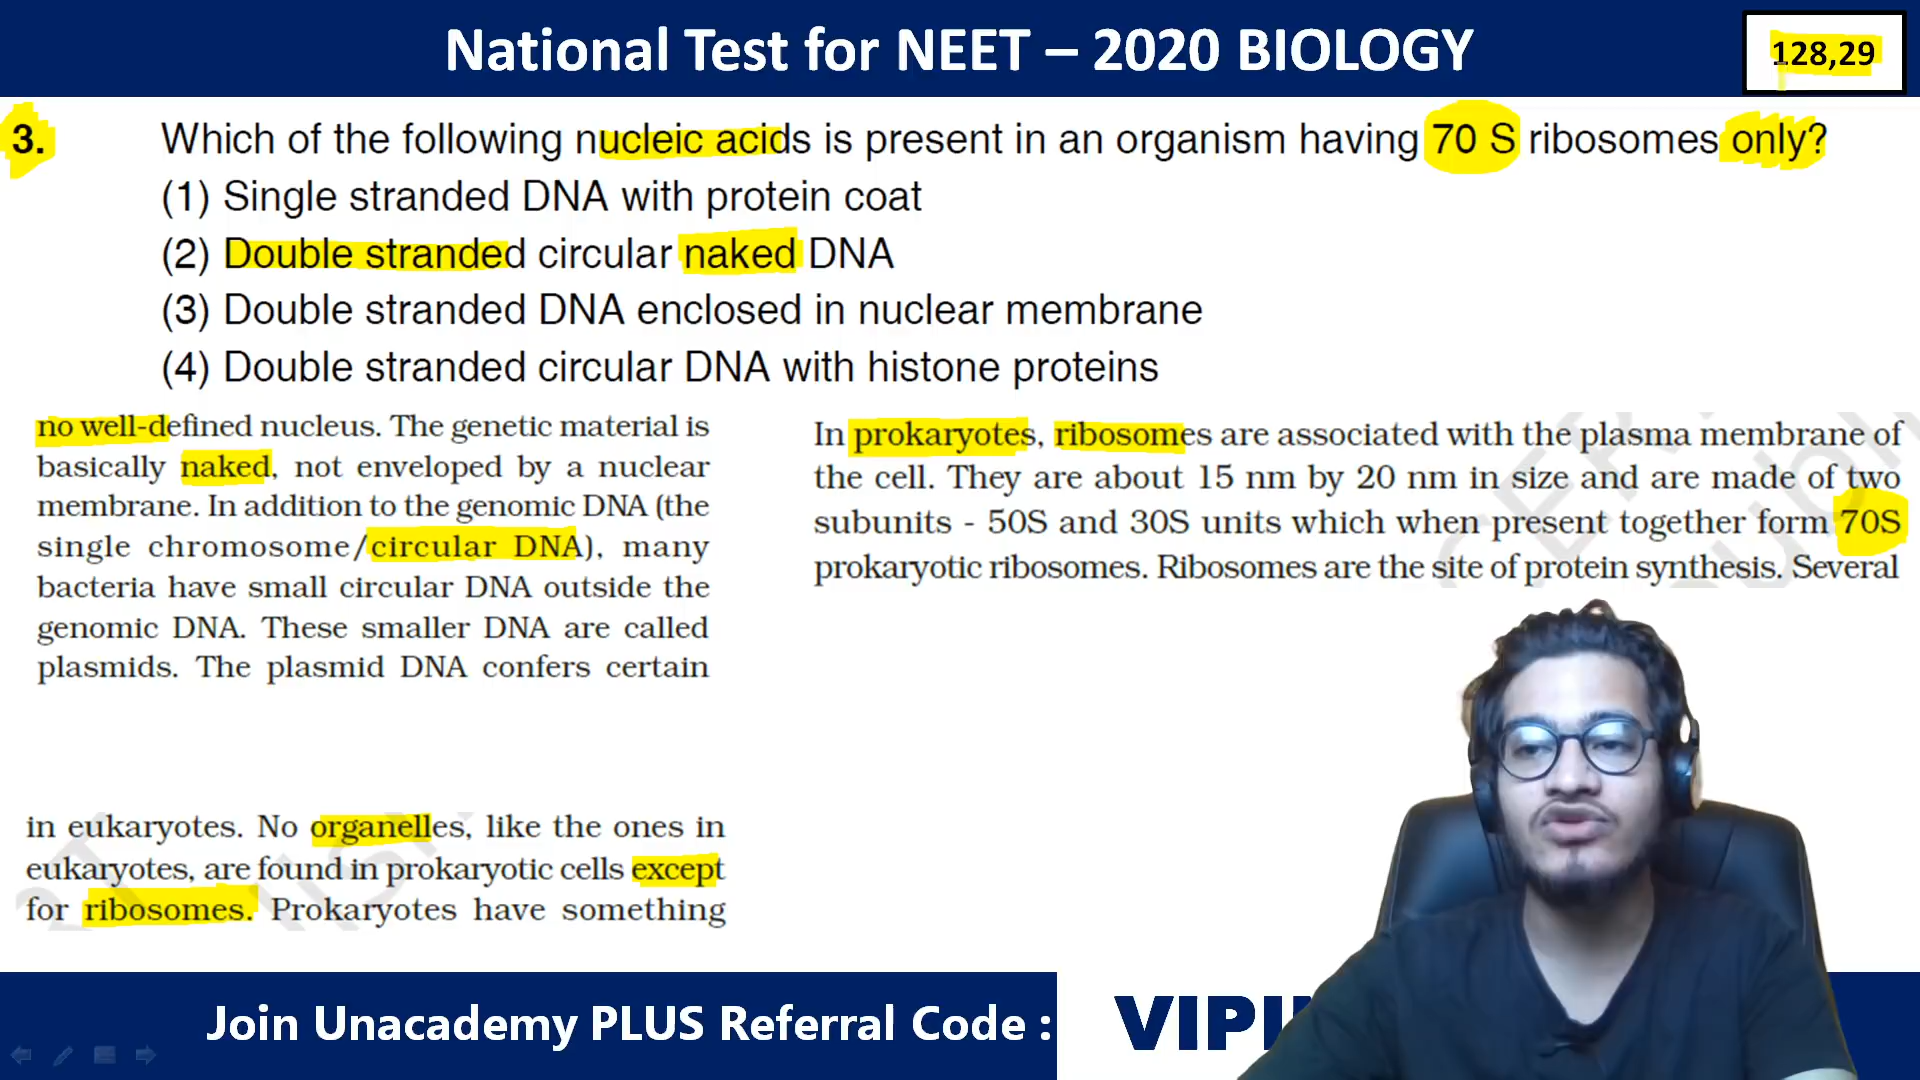 National Test for NEET – 2020 BIOLOGY
128,29
3. Which of the following nucleic acids is present in an organism having 70 S ribosomes only?
(1) Single stranded DNA with protein coat
(2) Double stranded circular naked DNA
(3) Double stranded DNA enclosed in nuclear membrane
(4) Double stranded circular DNA with histone proteins
no well-defined nucleus. The genetic material is
basically naked, not enveloped by a nuclear
membrane. In addition to the genomic DNA (the
single chromosome/circular DNA), many
bacteria have small circular DNA outside the
genomic DNA. These smaller DNA are called
plasmids. The plasmid DNA confers certain
In prokaryotes, ribosomes are associated with the plasma membrane of
the cell. They are about 15 nm by 20 nm in size and are made of two
subunits - 50S and 30S units which when present together form 70S
prokaryotic ribosomes. Ribosomes are the site of protein synthesis. Several
in eukaryotes. No organelles, like the ones in
eukaryotes, are found in prokaryotic cells except
for ribosomes. Prokaryotes have something
Join Unacademy PLUS Referral Code :